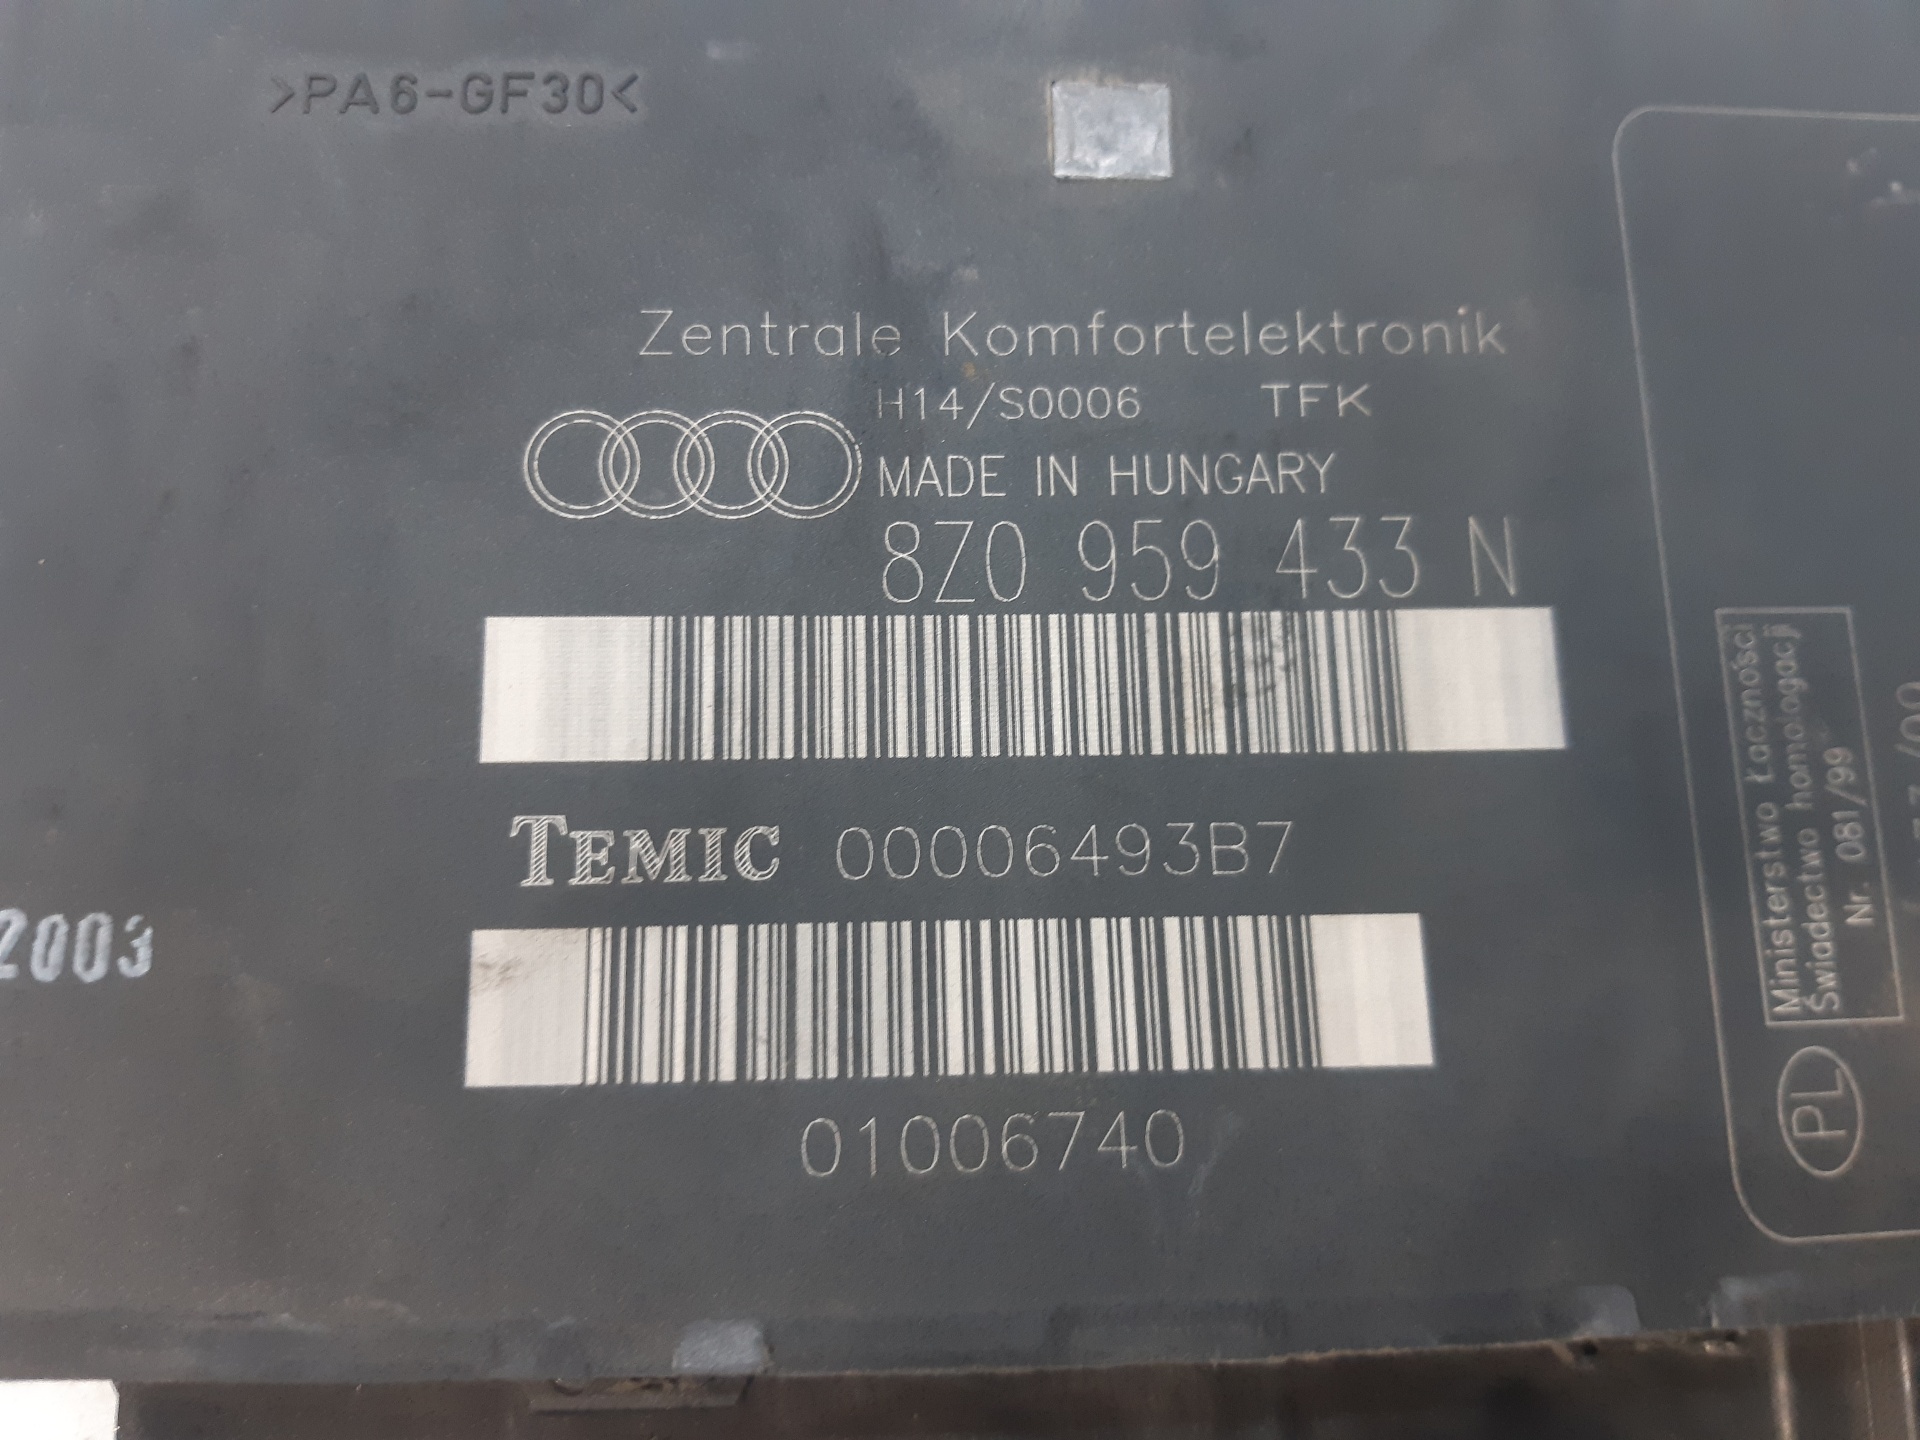 >PA6-GF30<
Zentrale Komfortelektronik
H14/S0006 TFK
MADE IN HUNGARY
8Z0 959 433 N
TEMIC 00006493B7
2003
01006740
Ministerstwo Łączności
Świadectwo homologacji
Nr. 081/99
PL